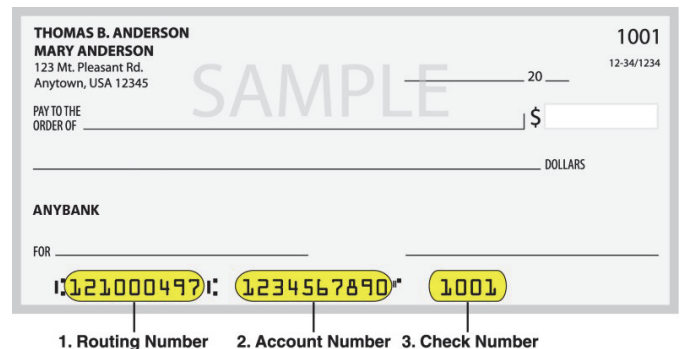 THOMAS B. ANDERSON
MARY ANDERSON
123 Mt. Pleasant Rd.
Anytown, USA 12345
1001
12-34/1234
SAMPLE
20
PAY TO THE
ORDER OF
$
DOLLARS
ANYBANK
FOR
⑆121000497⑆ 1234567890⑈ 1001
1. Routing Number 2. Account Number 3. Check Number